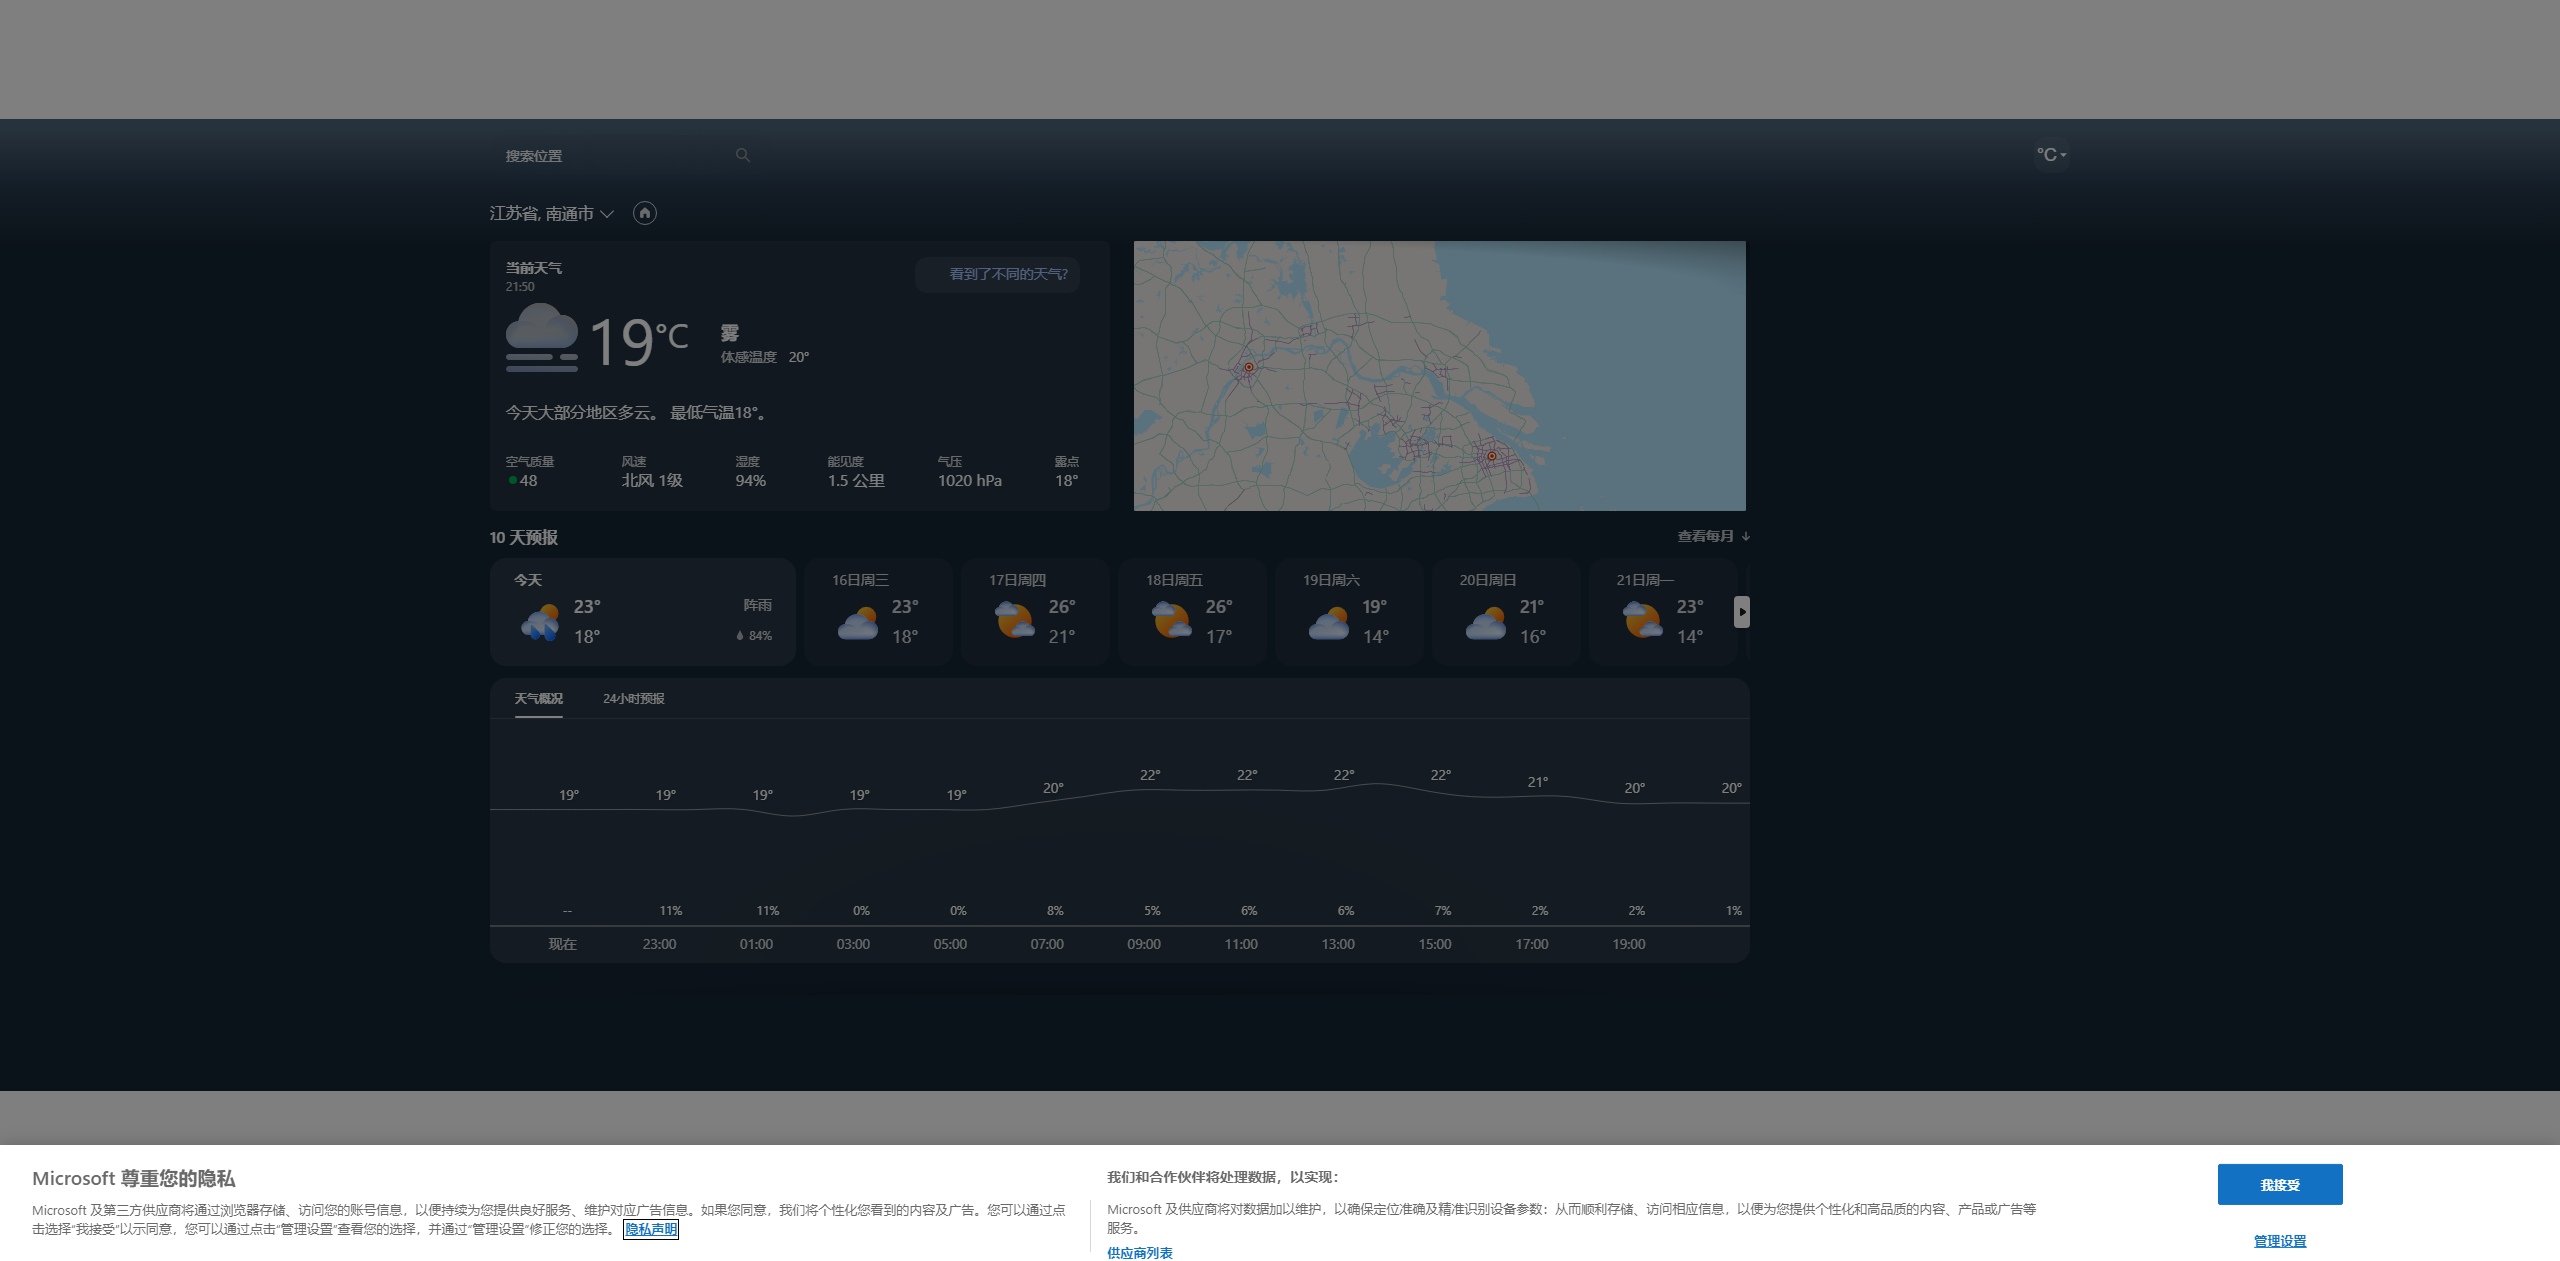 搜索位置
°C
江苏省, 南通市
当前天气
看到了不同的天气?
21:50
19°C
雾
体感温度 20°
今天大部分地区多云。 最低气温18°。
空气质量 风速 湿度 能见度 气压 露点
48 北风 1级 94% 1.5 公里 1020 hPa 18°
10 天预报
查看每月
今天 16日周三 17日周四 18日周五 19日周六 20日周日 21日周一
23° 阵雨 23° 26° 26° 19° 21° 23°
18° 84% 18° 21° 17° 14° 16° 14°
天气概况 24小时预报
19° 19° 19° 19° 19° 20° 22° 22° 22° 22° 21° 20° 20°
-- 11% 11% 0% 0% 8% 5% 6% 6% 7% 2% 2% 1%
现在 23:00 01:00 03:00 05:00 07:00 09:00 11:00 13:00 15:00 17:00 19:00
Microsoft 尊重您的隐私
Microsoft 及第三方供应商将通过浏览器存储、访问您的账号信息，以便持续为您提供良好服务、维护对应广告信息。如果您同意，我们将个性化您看到的内容及广告。您可以通过点
击选择"我接受"以示同意，您可以通过点击"管理设置"查看您的选择，并通过"管理设置"修正您的选择。 隐私声明
我们和合作伙伴将处理数据，以实现：
Microsoft 及供应商将对数据加以维护，以确保定位准确及精准识别设备参数：从而顺利存储、访问相应信息，以便为您提供个性化和高品质的内容、产品或广告等
服务。
供应商列表
我接受
管理设置